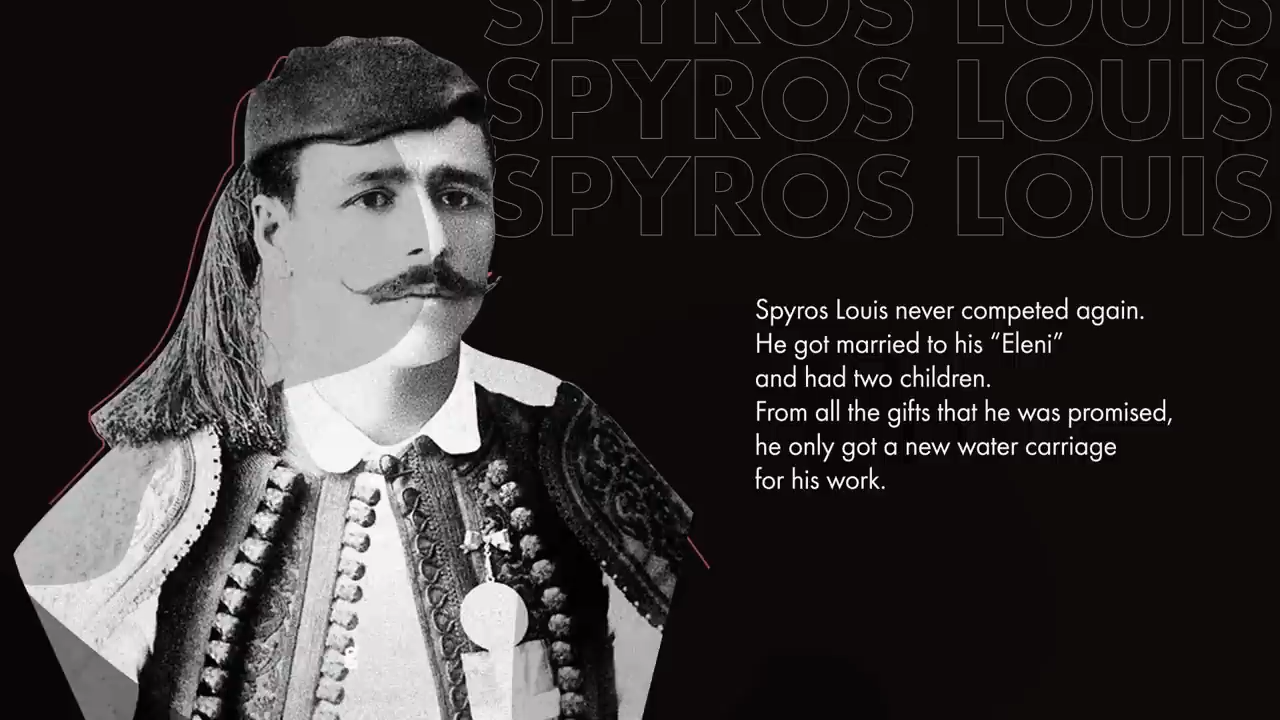 SPYROS LOUIS
SPYROS LOUIS
SPYROS LOUIS
Spyros Louis never competed again.
He got married to his “Eleni”
and had two children.
From all the gifts that he was promised,
he only got a new water carriage
for his work.